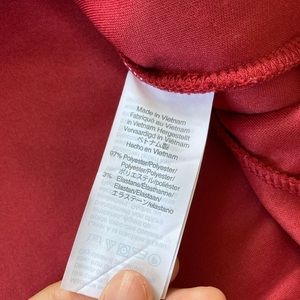 Made in Vietnam
Fabriqué au Vietnam
in Vietnam Hergestellt
Vervaardigd in Vietnam
ベトナム製
Hecho en Vietnam
97% Polyester/Polyester/
Polyester/Polyester/
ポリエステル/poliéster
3% Elastane/Elasthanne/
Elastan/Elastaan/
エラステーン/elastano